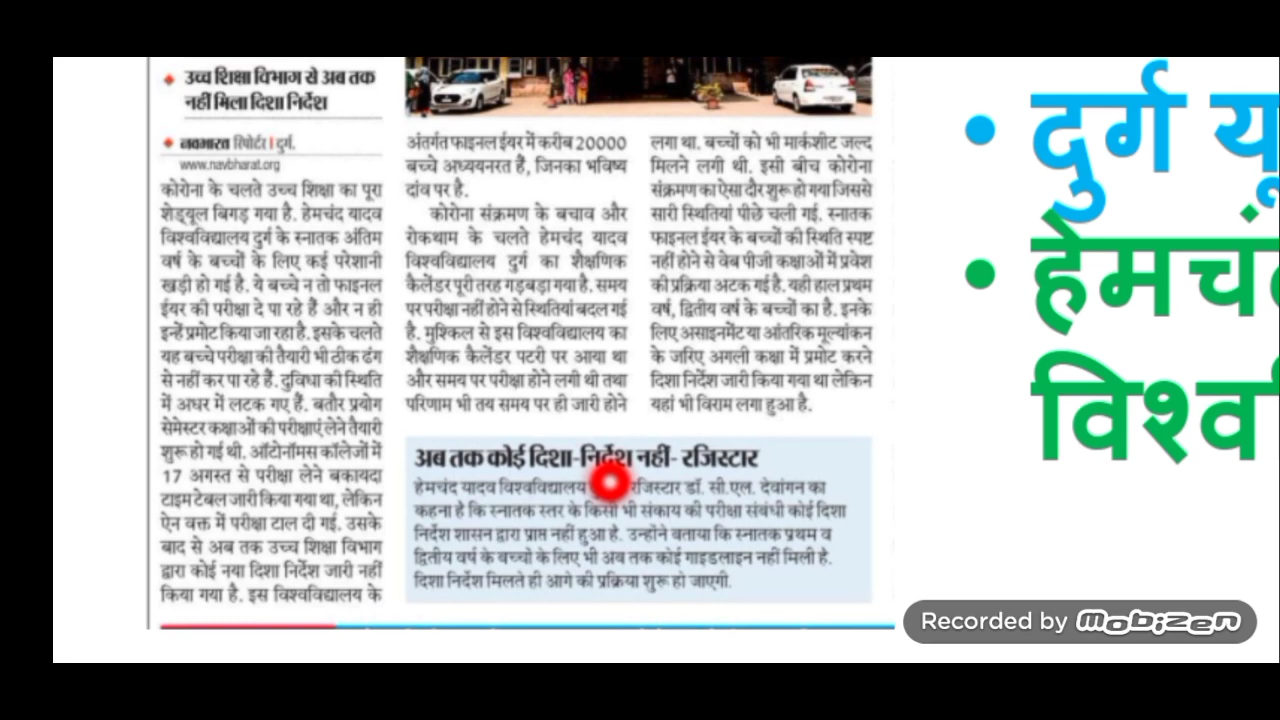 उच्च शिक्षा विभाग से अब तक
नहीं मिला दिशा निर्देश
नवभारत रिपोर्टर। दुर्ग.
www.navbharat.org
कोरोना के चलते उच्च शिक्षा का पूरा
शेड्यूल बिगड़ गया है. हेमचंद यादव
विश्वविद्यालय दुर्ग के स्नातक अंतिम
वर्ष के बच्चों के लिए कई परेशानी
खड़ी हो गई है. ये बच्चे न तो फाइनल
ईयर की परीक्षा दे पा रहे हैं और न ही
इन्हें प्रमोट किया जा रहा है. इसके चलते
यह बच्चे परीक्षा की तैयारी भी ठीक ढंग
से नहीं कर पा रहे हैं. दुविधा की स्थिति
में अधर में लटक गए हैं. बतौर प्रयोग
सेमेस्टर कक्षाओं की परीक्षाएं लेने तैयारी
शुरू हो गई थी. ऑटोनॉमस कॉलेजों में
17 अगस्त से परीक्षा लेने बकायदा
टाइम टेबल जारी किया गया था, लेकिन
ऐन वक्त में परीक्षा टाल दी गई. उसके
बाद से अब तक उच्च शिक्षा विभाग
द्वारा कोई नया दिशा निर्देश जारी नहीं
किया गया है. इस विश्वविद्यालय के
अंतर्गत फाइनल ईयर में करीब 20000
बच्चे अध्ययनरत हैं, जिनका भविष्य
दांव पर है.
कोरोना संक्रमण के बचाव और
रोकथाम के चलते हेमचंद यादव
विश्वविद्यालय दुर्ग का शैक्षणिक
कैलेंडर पूरी तरह गड़बड़ा गया है. समय
पर परीक्षा नहीं होने से स्थितियां बदल गई
है. मुश्किल से इस विश्वविद्यालय का
शैक्षणिक कैलेंडर पटरी पर आया था
और समय पर परीक्षा होने लगी थी तथा
परिणाम भी तय समय पर ही जारी होने
लगा था. बच्चों को भी मार्कशीट जल्द
मिलने लगी थी. इसी बीच कोरोना
संक्रमण का ऐसा दौर शुरू हो गया जिससे
सारी स्थितियां पीछे चली गई. स्नातक
फाइनल ईयर के बच्चों की स्थिति स्पष्ट
नहीं होने से वेब पीजी कक्षाओं में प्रवेश
की प्रक्रिया अटक गई है. यही हाल प्रथम
वर्ष, द्वितीय वर्ष के बच्चों का है. इनके
लिए असाइनमेंट या आंतरिक मूल्यांकन
के जरिए अगली कक्षा में प्रमोट करने
दिशा निर्देश जारी किया गया था लेकिन
यहां भी विराम लगा हुआ है.
अब तक कोई दिशा-निर्देश नहीं- रजिस्टार
हेमचंद यादव विश्वविद्यालय रजिस्टार डॉ. सी.एल. देवांगन का
कहना है कि स्नातक स्तर के किसी भी संकाय की परीक्षा संबंधी कोई दिशा
निर्देश शासन द्वारा प्राप्त नहीं हुआ है. उन्होंने बताया कि स्नातक प्रथम व
द्वितीय वर्ष के बच्चों के लिए भी अब तक कोई गाइडलाइन नहीं मिली है.
दिशा निर्देश मिलते ही आगे की प्रक्रिया शुरू हो जाएगी.
• दुर्ग यू
• हेमचं
विश्व
Recorded by mobizen